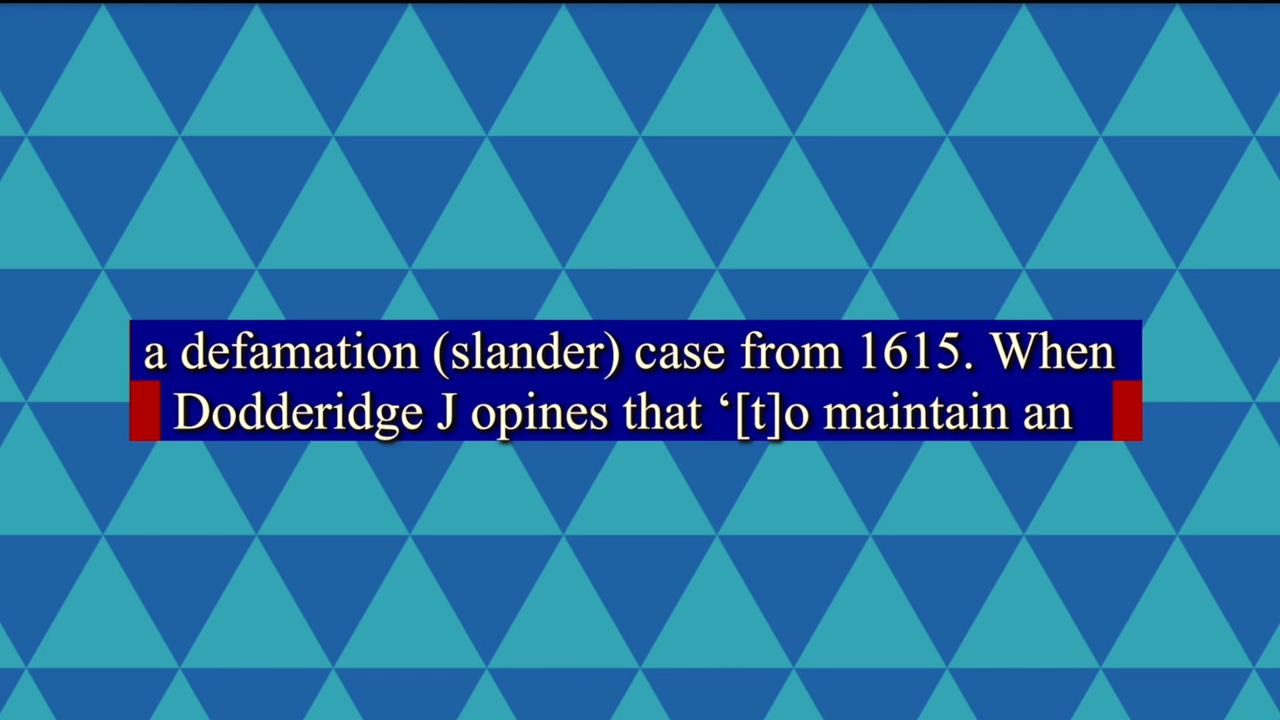 a defamation (slander) case from 1615. When
Dodderidge J opines that ‘[t]o maintain an